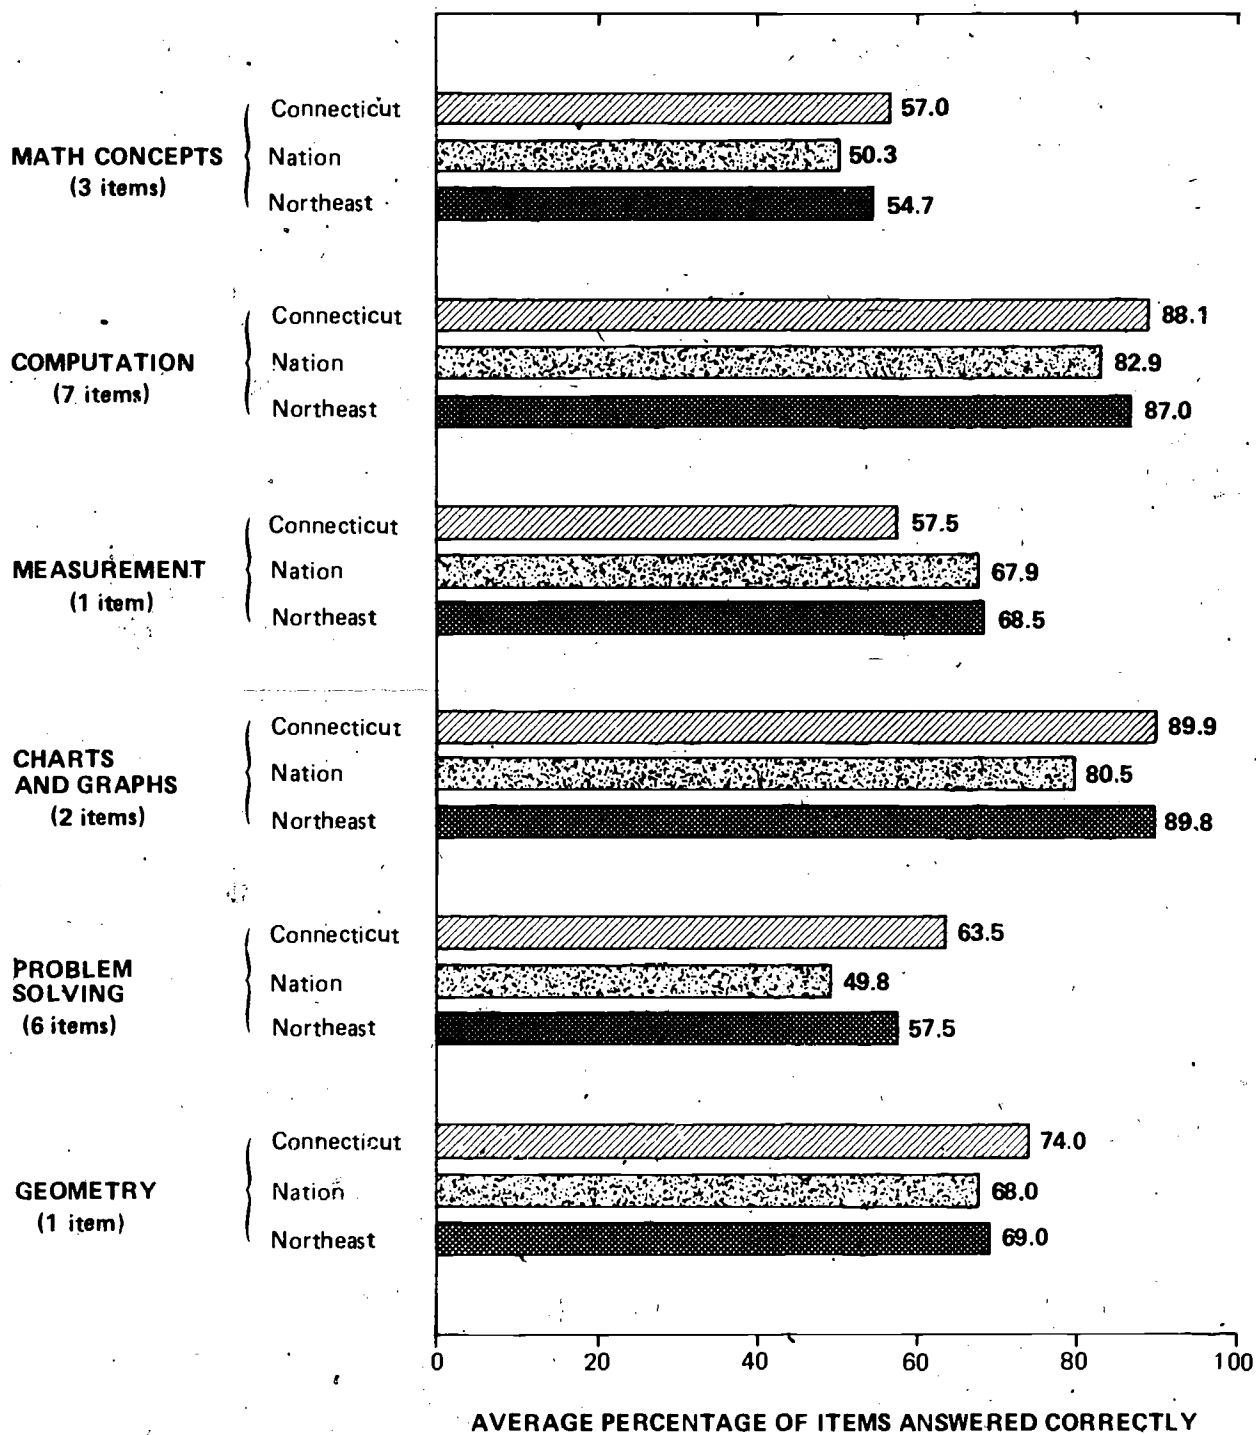 Connecticut 57.0
MATH CONCEPTS
(3 items)
Nation 50.3
Northeast 54.7
Connecticut 88.1
COMPUTATION
(7 items)
Nation 82.9
Northeast 87.0
Connecticut 57.5
MEASUREMENT
(1 item)
Nation 67.9
Northeast 68.5
Connecticut 89.9
CHARTS
AND GRAPHS
(2 items)
Nation 80.5
Northeast 89.8
Connecticut 63.5
PROBLEM
SOLVING
(6 items)
Nation 49.8
Northeast 57.5
Connecticut 74.0
GEOMETRY
(1 item)
Nation 68.0
Northeast 69.0
0 20 40 60 80 100
AVERAGE PERCENTAGE OF ITEMS ANSWERED CORRECTLY